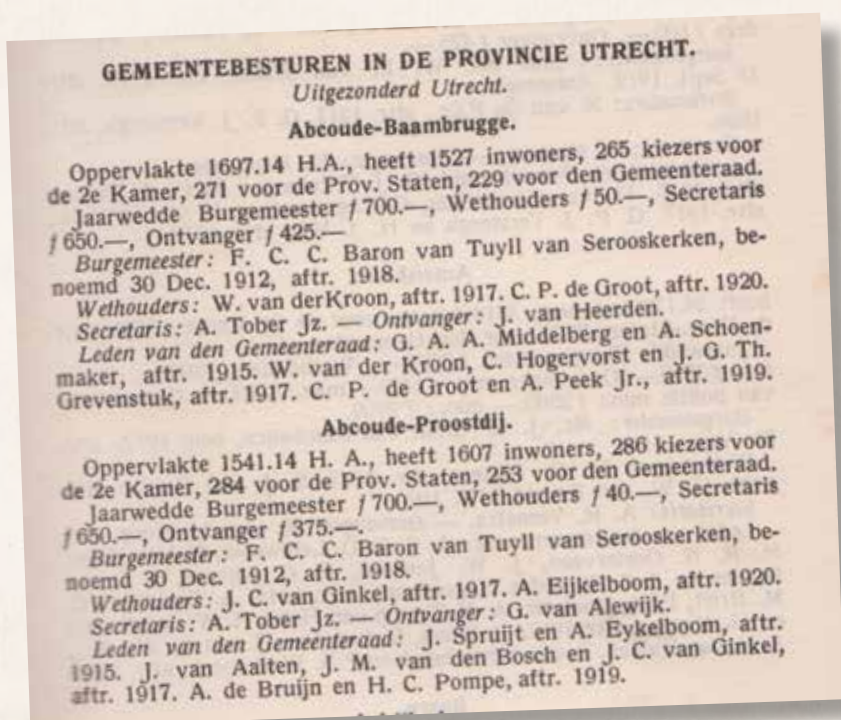 GEMEENTEBESTUREN IN DE PROVINCIE UTRECHT.
Uitgezonderd Utrecht.
Abcoude-Baambrugge.
Oppervlakte 1697.14 H.A., heeft 1527 inwoners, 265 kiezers voor
de 2e Kamer, 271 voor de Prov. Staten, 229 voor den Gemeenteraad.
Jaarwedde Burgemeester ƒ 700.—, Wethouders ƒ 50.—, Secretaris
ƒ 650.—, Ontvanger ƒ 425.—
Burgemeester: F. C. C. Baron van Tuyll van Serooskerken, be-
noemd 30 Dec. 1912, aftr. 1918.
Wethouders: W. van der Kroon, aftr. 1917. C. P. de Groot, aftr. 1920.
Secretaris: A. Tober Jz. — Ontvanger: J. van Heerden.
Leden van den Gemeenteraad: G. A. A. Middelberg en A. Schoen-
maker, aftr. 1915. W. van der Kroon, C. Hogervorst en J. G. Th.
Grevenstuk, aftr. 1917. C. P. de Groot en A. Peek Jr., aftr. 1919.
Abcoude-Proostdij.
Oppervlakte 1541.14 H. A., heeft 1607 inwoners, 286 kiezers voor
de 2e Kamer, 284 voor de Prov. Staten, 253 voor den Gemeenteraad.
Jaarwedde Burgemeester ƒ 700.—, Wethouders ƒ 40.—, Secretaris
ƒ 650.—, Ontvanger ƒ 375.—.
Burgemeester: F. C. C. Baron van Tuyll van Serooskerken, be-
noemd 30 Dec. 1912, aftr. 1918.
Wethouders: J. C. van Ginkel, aftr. 1917. A. Eijkelboom, aftr. 1920.
Secretaris: A. Tober Jz. — Ontvanger: G. van Alewijk.
Leden van den Gemeenteraad: J. Spruijt en A. Eykelboom, aftr.
1915. J. van Aalten, J. M. van den Bosch en J. C. van Ginkel,
aftr. 1917. A. de Bruijn en H. C. Pompe, aftr. 1919.